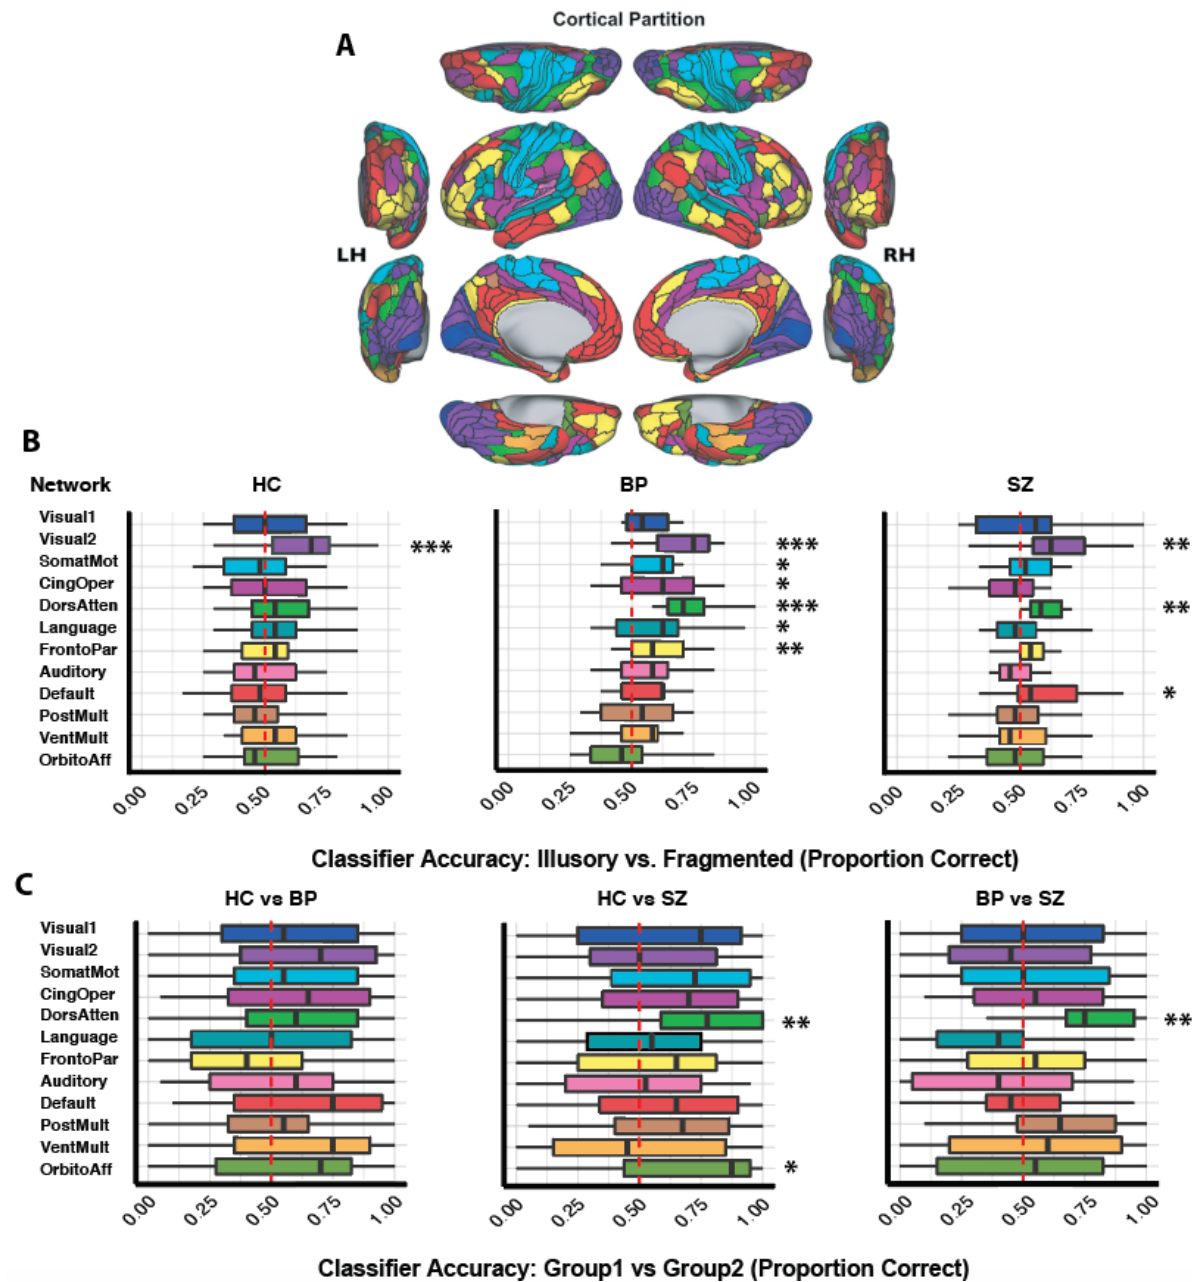 Cortical Partition
A
LH
RH
B
Network
HC
BP
SZ
Visual1
Visual2
***
***
**
SomatMot
*
CingOper
*
DorsAtten
***
**
Language
*
FrontoPar
**
Auditory
Default
*
PostMult
VentMult
OrbitoAff
0.00 0.25 0.50 0.75 1.00
0.00 0.25 0.50 0.75 1.00
0.00 0.25 0.50 0.75 1.00
Classifier Accuracy: Illusory vs. Fragmented (Proportion Correct)
C
HC vs BP
HC vs SZ
BP vs SZ
Visual1
Visual2
SomatMot
CingOper
DorsAtten
**
**
Language
FrontoPar
Auditory
Default
PostMult
VentMult
OrbitoAff
*
0.00 0.25 0.50 0.75 1.00
0.00 0.25 0.50 0.75 1.00
0.00 0.25 0.50 0.75 1.00
Classifier Accuracy: Group1 vs Group2 (Proportion Correct)